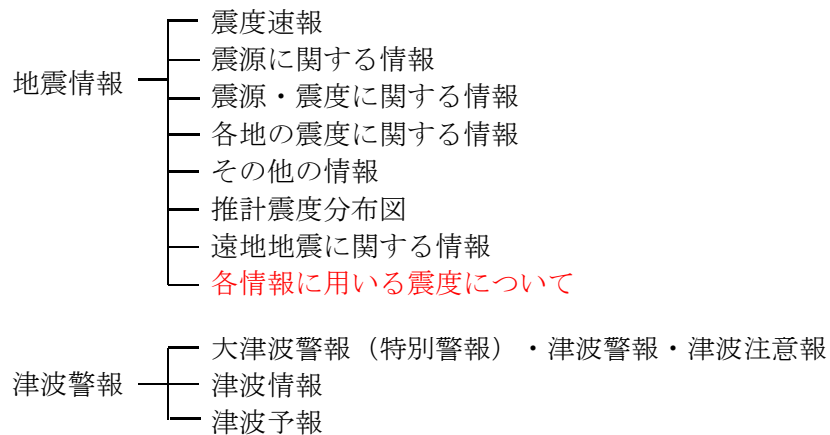 地震情報
震度速報
震源に関する情報
震源・震度に関する情報
各地の震度に関する情報
その他の情報
推計震度分布図
遠地地震に関する情報
各情報に用いる震度について
津波警報
大津波警報（特別警報）・津波警報・津波注意報
津波情報
津波予報